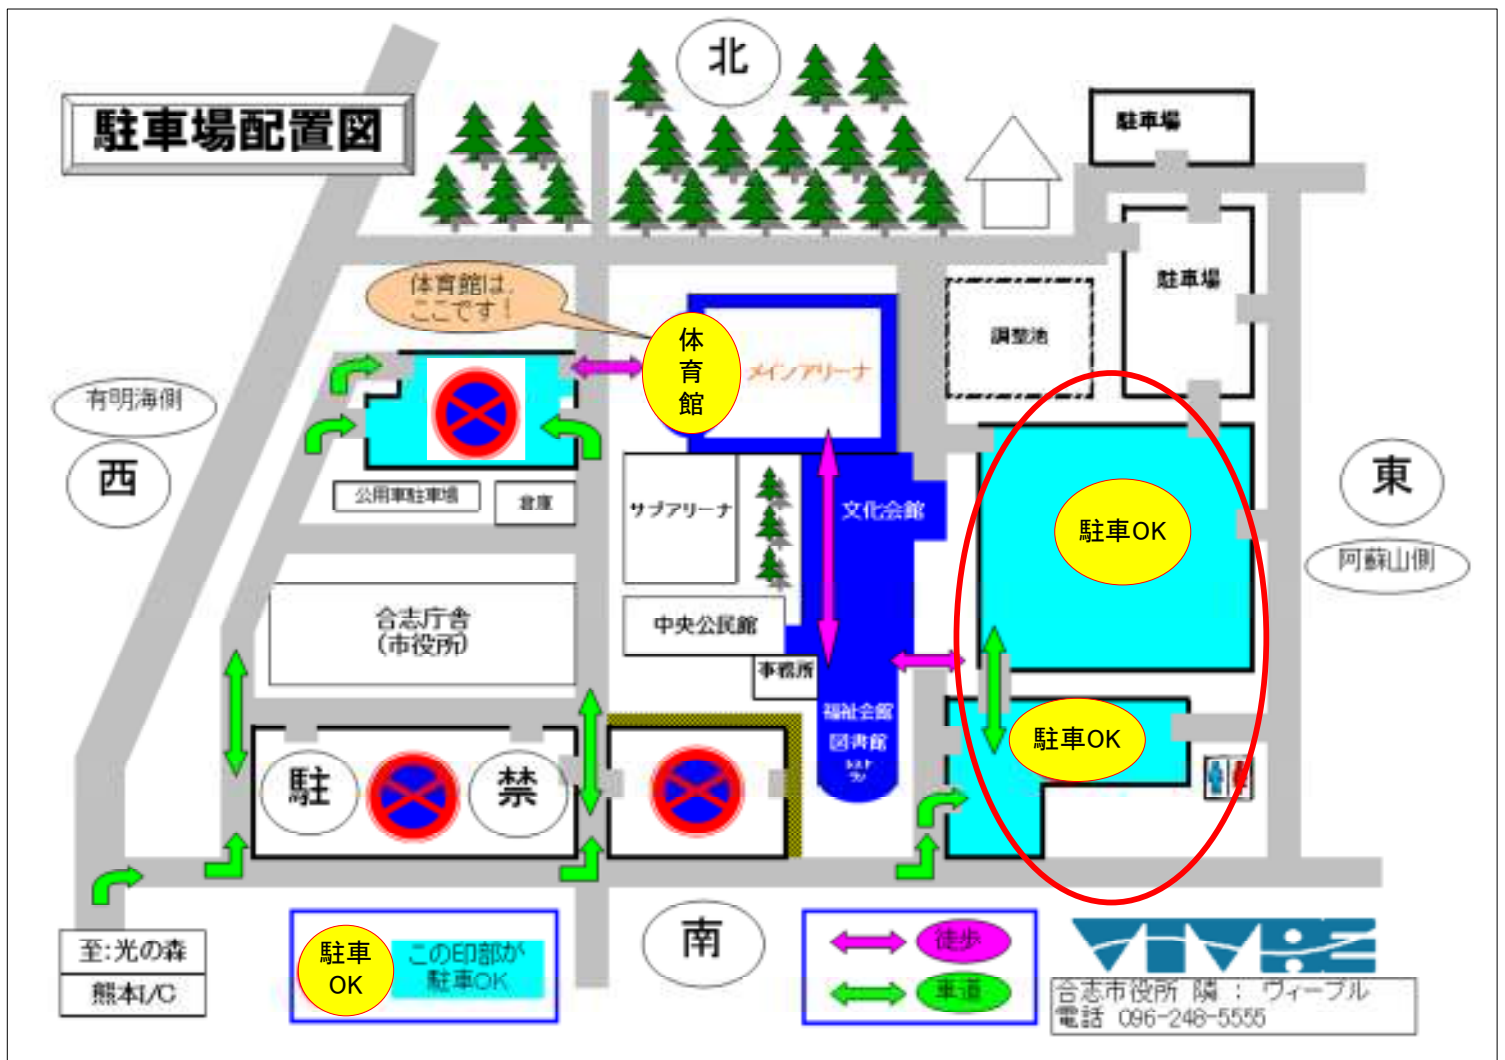 北
駐車場配置図
駐車場
体育館は、
ここです！
駐車場
体
育
館
メインアリーナ
調整池
有明海側
西
東
公用車駐車場
倉庫
サブアリーナ
文化会館
駐車OK
阿蘇山側
合志庁舎
(市役所)
中央公民館
事務所
福祉会館
図書館
駐車OK
駐
禁
南
駐車
OK
この印部が
駐車OK
徒歩
車道
至:光の森
熊本I/C
合志市役所 隣 : ヴィーブル
電話 096-248-5555